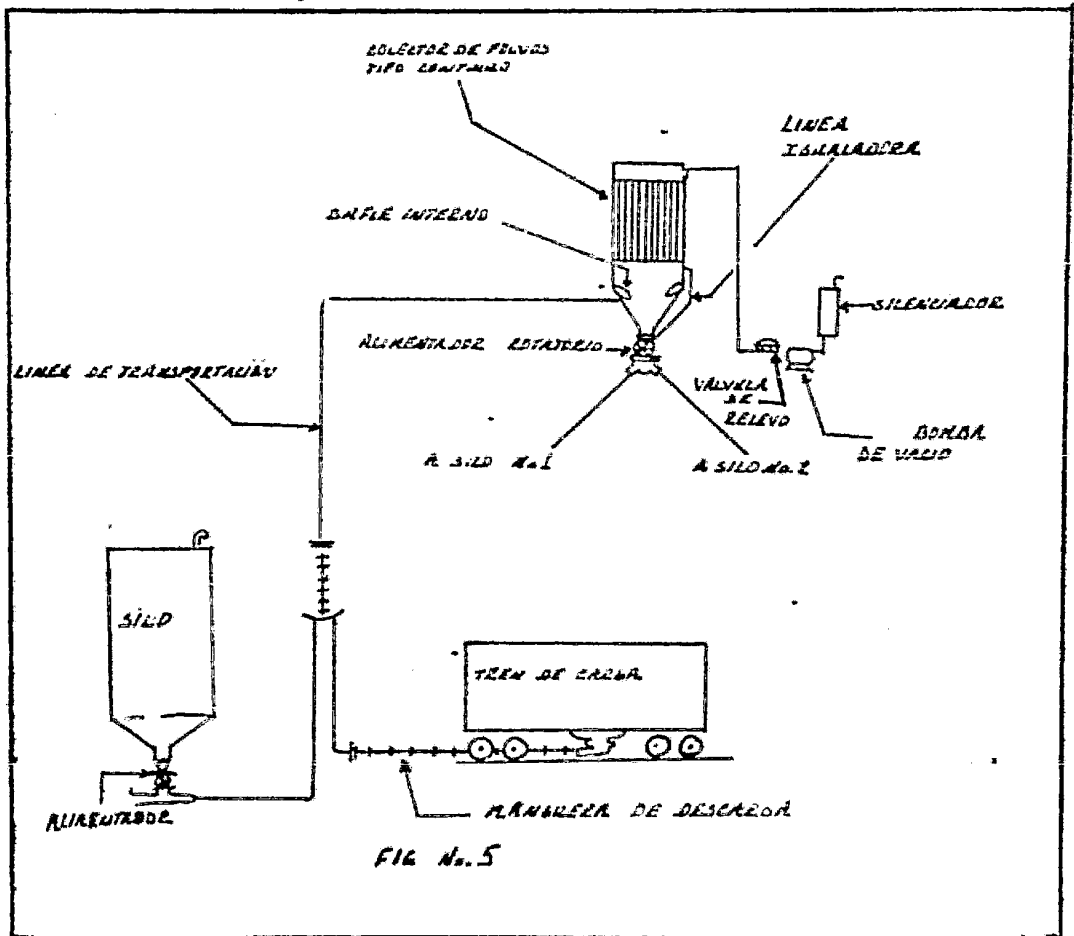 COLECTOR DE POLVOS
TIPO CONTINUO
LINEA
IGUALADORA
BAFLE INTERNO
SILENCIADOR
ALIMENTADOR ROTATORIO
LINEA DE TRANSPORTACIÓN
VALVULA
DE
RELEVO
BOMBA
DE VACIO
A SILO No. 1
A SILO No. 2
SILO
TREN DE CARGA
ALIMENTADOR
MANGUERA DE DESCARGA
FIG No. 5